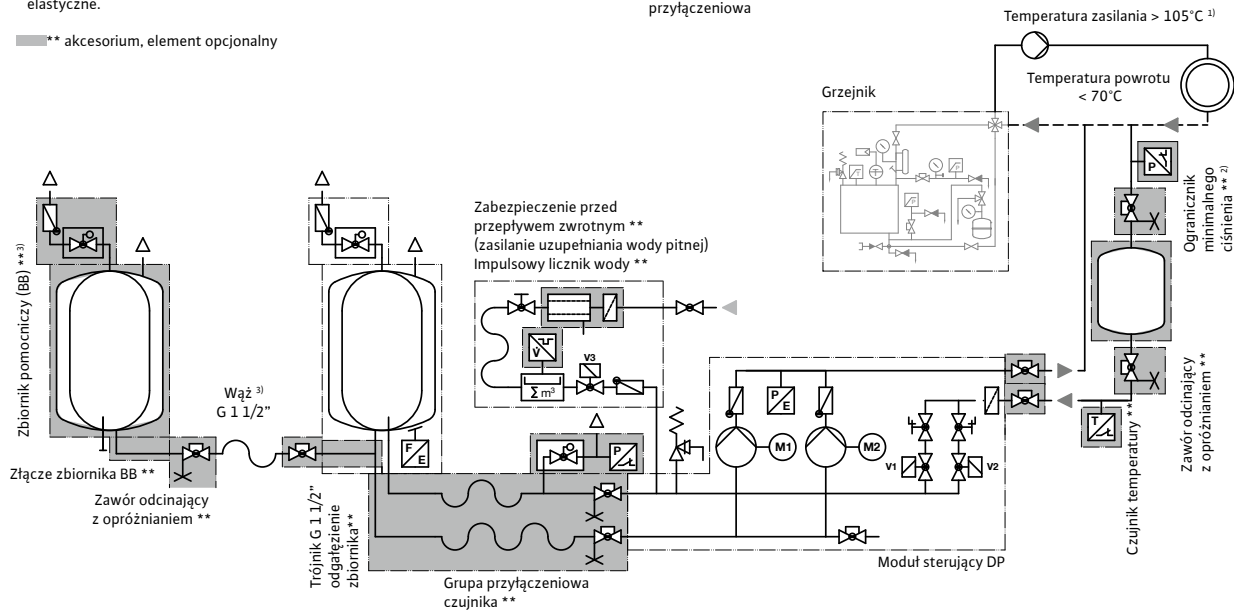 elastyczne.
** akcesorium, element opcjonalny
przyłączeniowa
Temperatura zasilania > 105°C 1)
Temperatura powrotu
< 70°C
Grzejnik
P
Ogranicznik
minimalnego
ciśnienia ** 2)
Zabezpieczenie przed
przepływem zwrotnym **
(zasilanie uzupełniania wody pitnej)
Impulsowy licznik wody **
Zbiornik pomocniczy (BB) **3)
V̇
V3
∑ m³
Wąż 3)
G 1 1/2”
P
E
M1
M2
V1
V2
F
E
P
T
Złącze zbiornika BB **
Zawór odcinający
z opróżnianiem **
Trójnik G 1 1/2”
odgałęzienie
zbiornika**
Grupa przyłączeniowa
czujnika **
Moduł sterujący DP
Czujnik temperatury **
Zawór odcinający
z opróżnianiem **